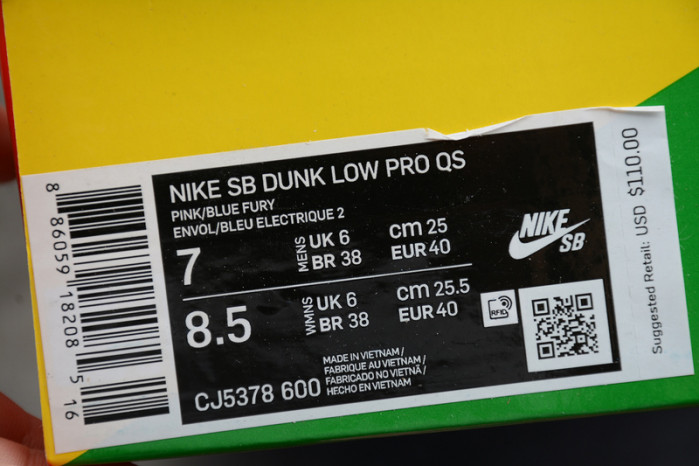 NIKE SB DUNK LOW PRO QS
PINK/BLUE FURY
ENVOL/BLEU ELECTRIQUE 2
7 MENS UK 6 cm 25
BR 38 EUR 40
8.5 WMNS UK 6 cm 25.5
BR 38 EUR 40
CJ5378 600
MADE IN VIETNAM /
FABRIQUE AU VIETNAM /
FABRICADO NO VIETNÃ /
HECHO EN VIETNAM
NIKE
SB
RFID
8 86059 18208 5 16
Suggested Retail: USD $110.00